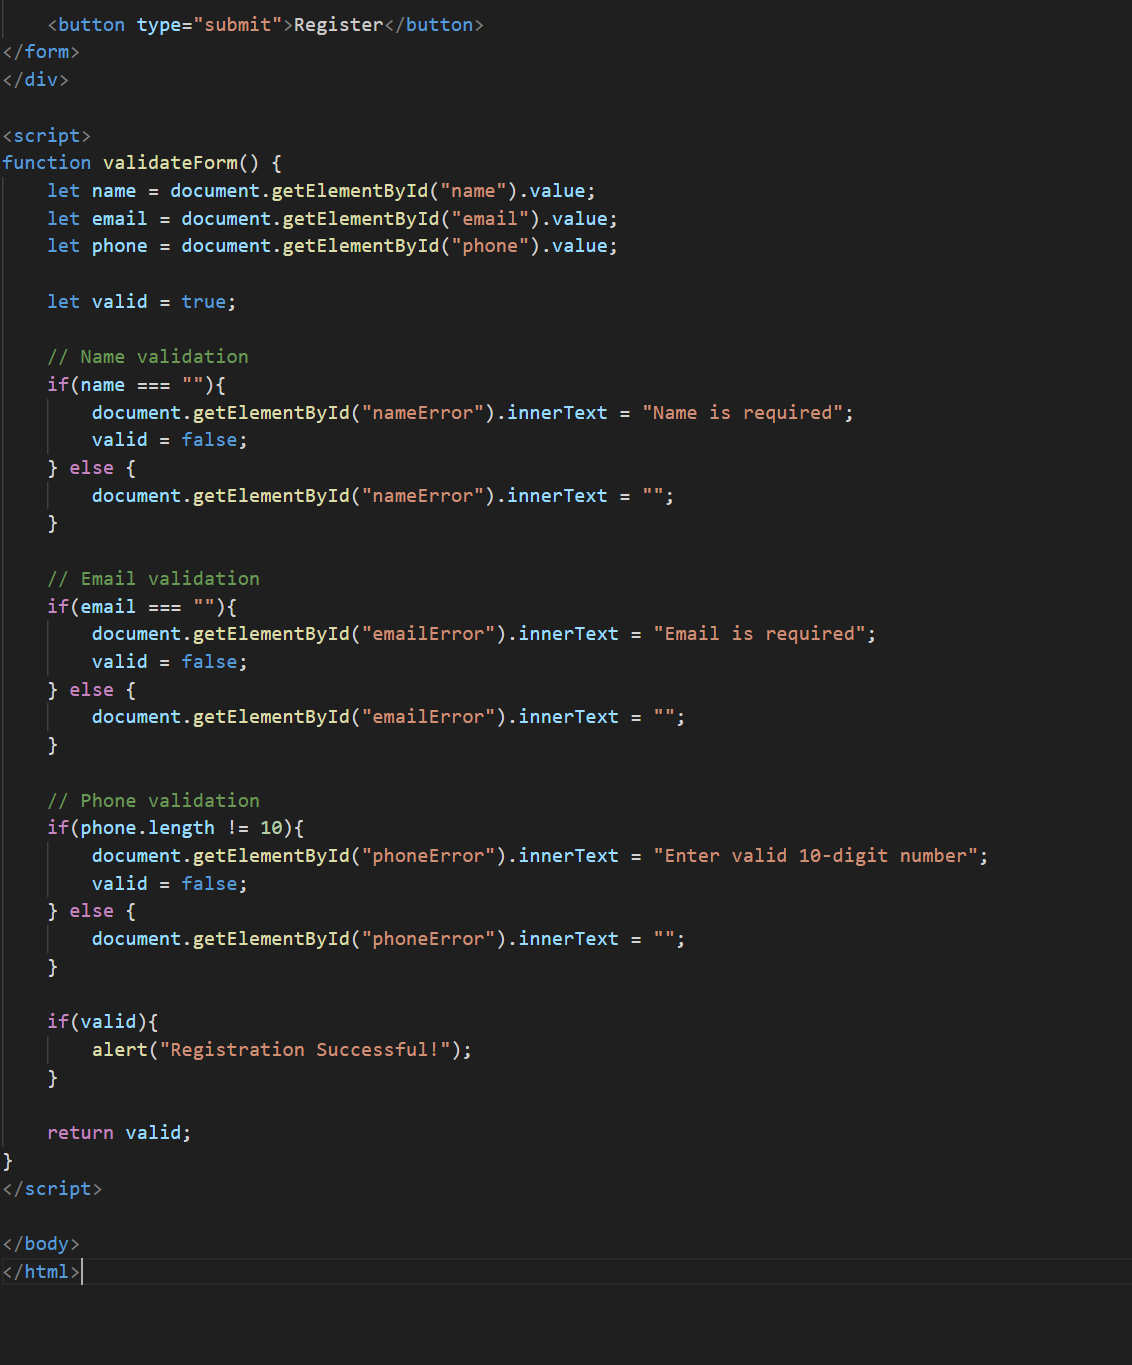 <button type="submit">Register</button>
</form>
</div>

<script>
function validateForm() {
    let name = document.getElementById("name").value;
    let email = document.getElementById("email").value;
    let phone = document.getElementById("phone").value;

    let valid = true;

    // Name validation
    if(name === ""){
        document.getElementById("nameError").innerText = "Name is required";
        valid = false;
    } else {
        document.getElementById("nameError").innerText = "";
    }

    // Email validation
    if(email === ""){
        document.getElementById("emailError").innerText = "Email is required";
        valid = false;
    } else {
        document.getElementById("emailError").innerText = "";
    }

    // Phone validation
    if(phone.length != 10){
        document.getElementById("phoneError").innerText = "Enter valid 10-digit number";
        valid = false;
    } else {
        document.getElementById("phoneError").innerText = "";
    }

    if(valid){
        alert("Registration Successful!");
    }

    return valid;
}
</script>

</body>
</html>